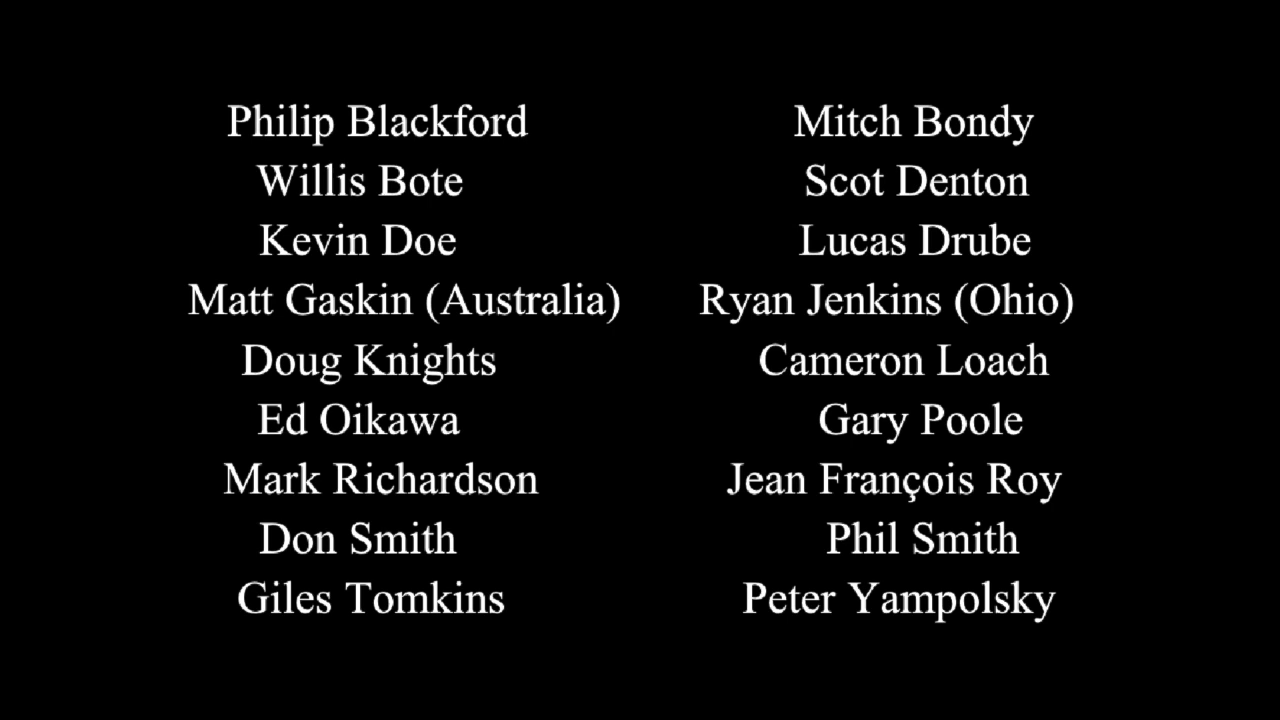 Philip Blackford Mitch Bondy
Willis Bote Scot Denton
Kevin Doe Lucas Drube
Matt Gaskin (Australia) Ryan Jenkins (Ohio)
Doug Knights Cameron Loach
Ed Oikawa Gary Poole
Mark Richardson Jean François Roy
Don Smith Phil Smith
Giles Tomkins Peter Yampolsky